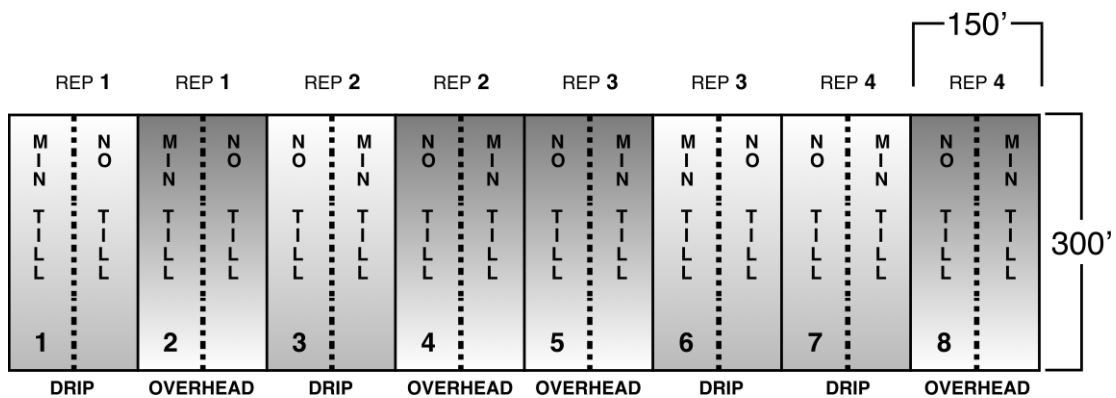 150’
REP 1 REP 1 REP 2 REP 2 REP 3 REP 3 REP 4 REP 4
MIN TILL NO TILL MIN TILL NO TILL NO TILL MIN TILL NO TILL MIN TILL NO TILL MIN TILL MIN TILL NO TILL NO TILL MIN TILL NO TILL MIN TILL
300’
1 2 3 4 5 6 7 8
DRIP OVERHEAD DRIP OVERHEAD OVERHEAD DRIP DRIP OVERHEAD